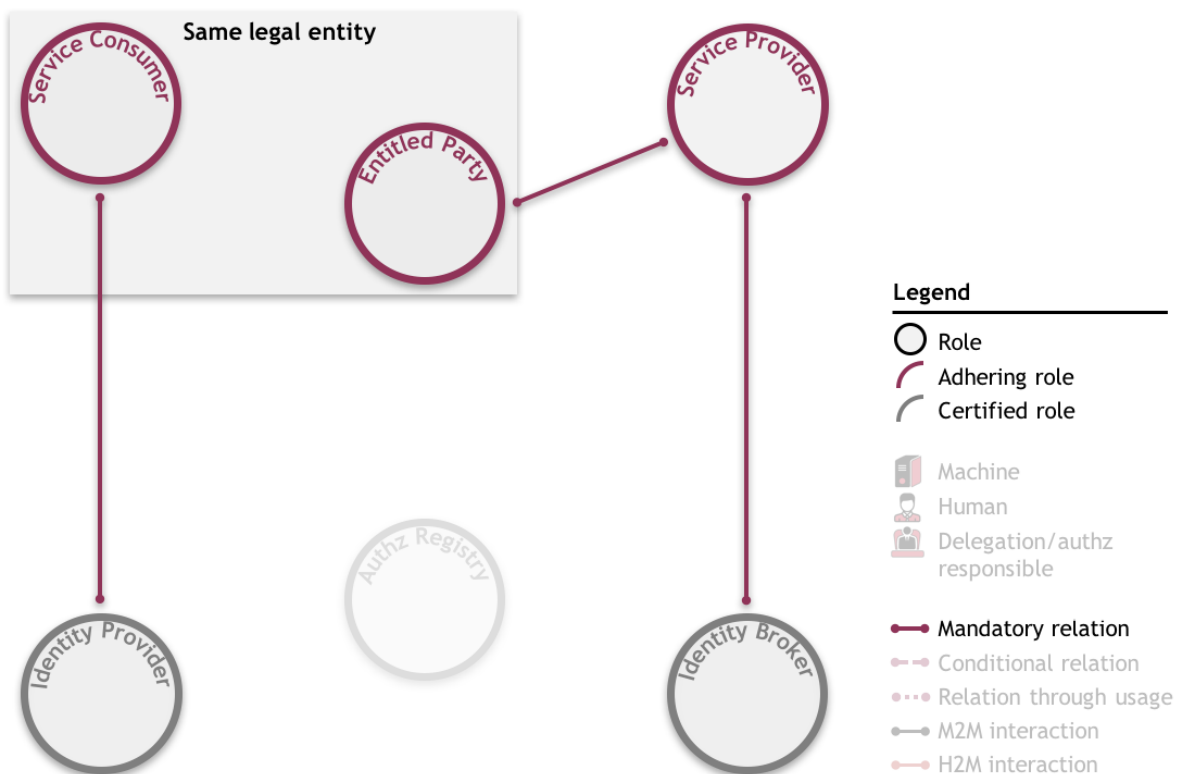 Same legal entity
Service Consumer
Entitled Party
Service Provider
Authz Registry
Identity Provider
Identity Broker
Legend
Role
Adhering role
Certified role
Machine
Human
Delegation/authz
responsible
Mandatory relation
Conditional relation
Relation through usage
M2M interaction
H2M interaction